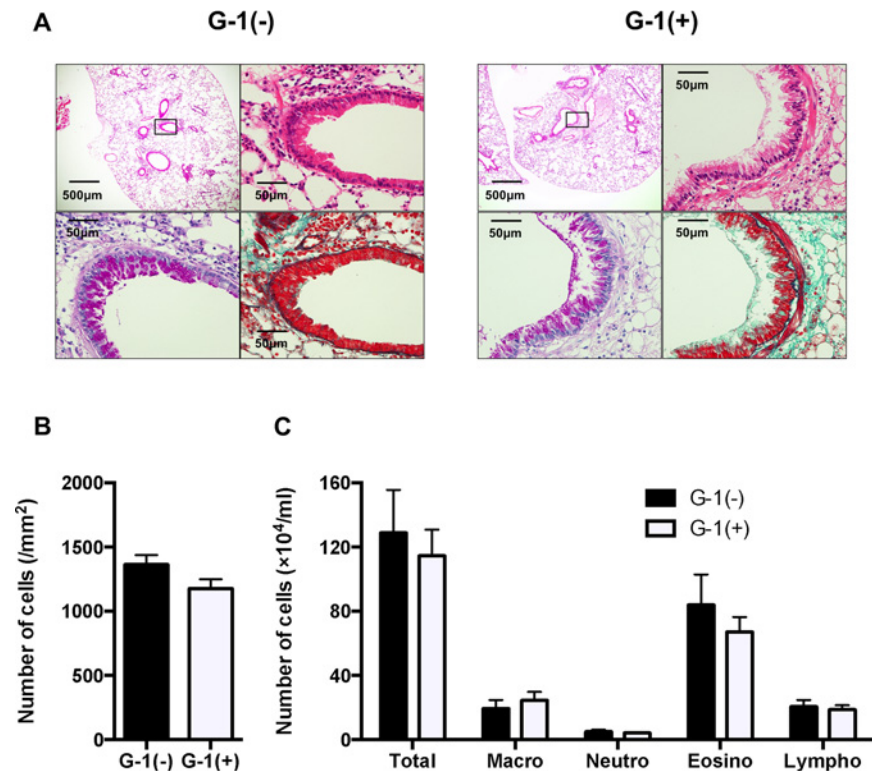 A
G-1(-)
G-1(+)
500µm
50µm
50µm
50µm
500µm
50µm
50µm
50µm
B
C
Number of cells (/mm²)
2000
1500
1000
500
0
G-1(-)
G-1(+)
Number of cells (×10⁴/ml)
160
120
80
40
0
G-1(-)
G-1(+)
Total
Macro
Neutro
Eosino
Lympho